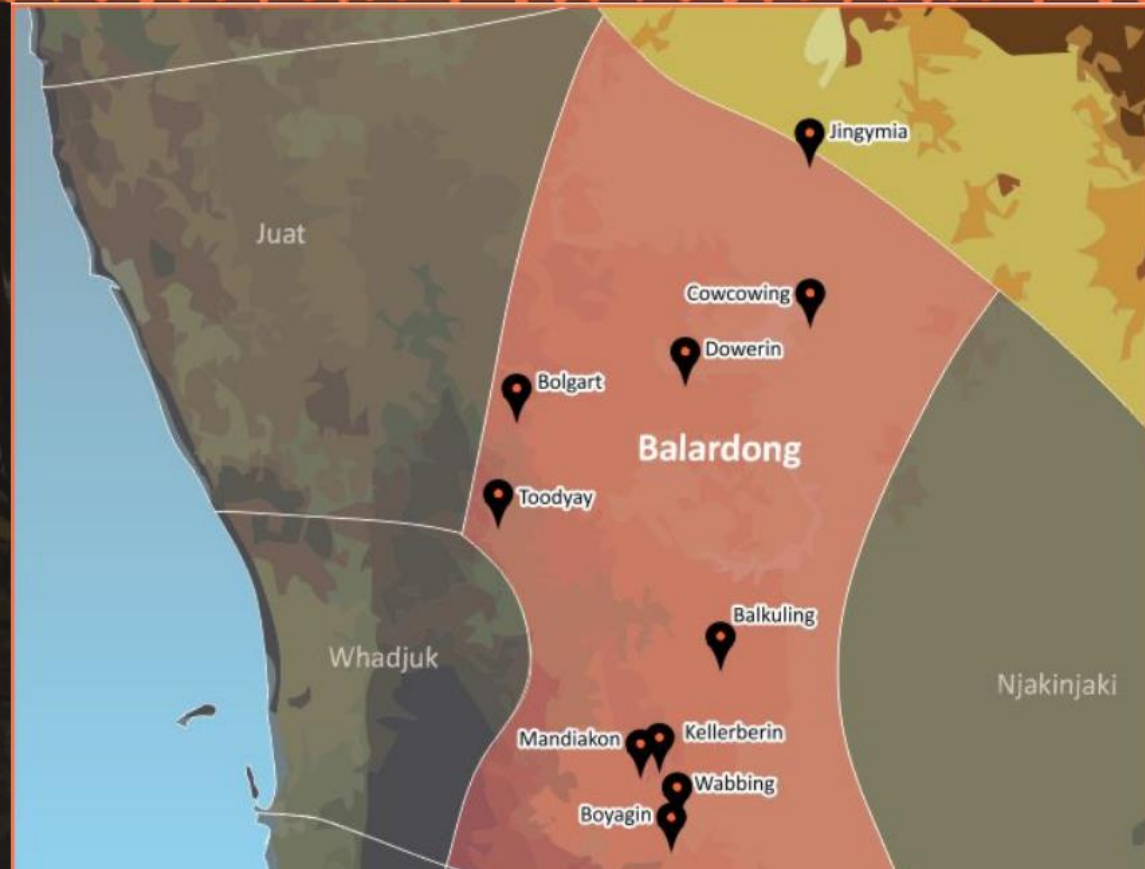 Jingymia
Juat
Cowcowing
Dowerin
Bolgart
Balardong
Toodyay
Balkuling
Whadjuk
Njakinjaki
Kellerberin
Mandiakon
Wabbing
Boyagin